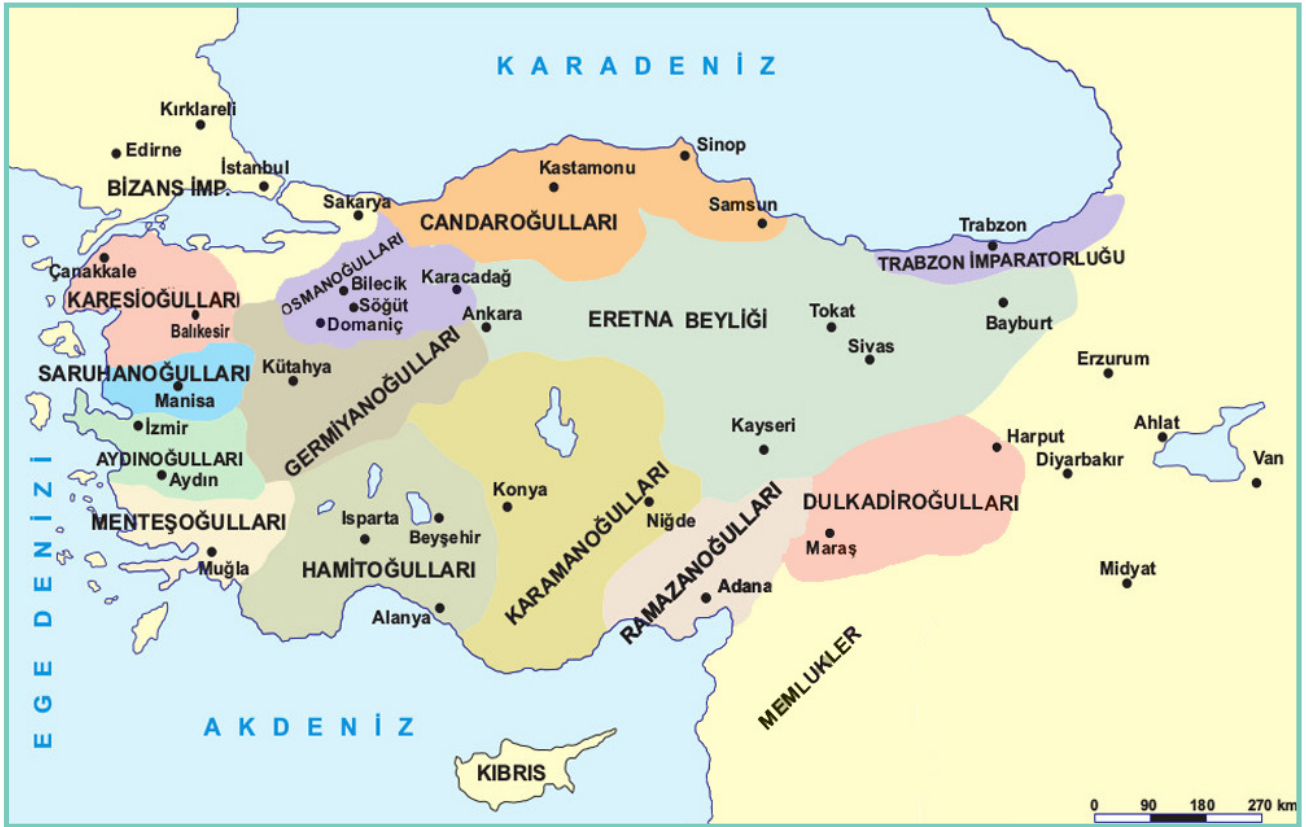 KARADENİZ
Kırklareli
Edirne
İstanbul
BİZANS İMP.
Sakarya
Kastamonu
Sinop
CANDAROĞULLARI
Samsun
Trabzon
TRABZON İMPARATORLUĞU
Çanakkale
KARESİOĞULLARI
Balıkesir
OSMANOĞULLARI
Bilecik
Karacadağ
Söğüt
Domaniç
Ankara
ERETNA BEYLİĞİ
Tokat
Sivas
Bayburt
Erzurum
SARUHANOĞULLARI
Manisa
Kütahya
GERMİYANOĞULLARI
İzmir
AYDINOĞULLARI
Aydın
Kayseri
Harput
Diyarbakır
Ahlat
Van
MENTEŞOĞULLARI
Muğla
Isparta
Beyşehir
HAMİTOĞULLARI
Alanya
Konya
Niğde
KARAMANOĞULLARI
RAMAZANOĞULLARI
Adana
DULKADİROĞULLARI
Maraş
Midyat
MEMLUKLER
EGE DENİZİ
AKDENİZ
KIBRIS
0 90 180 270 km